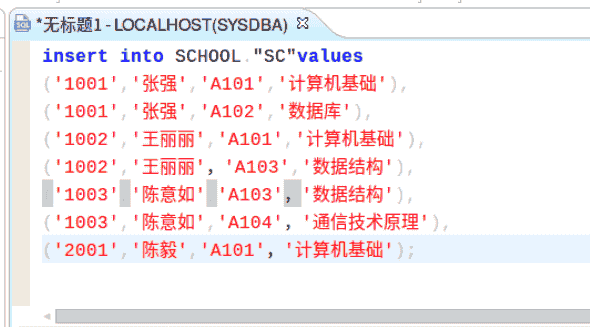 *无标题1 - LOCALHOST(SYSDBA)
insert into SCHOOL."SC"values
('1001','张强','A101','计算机基础'),
('1001','张强','A102','数据库'),
('1002','王丽丽','A101','计算机基础'),
('1002','王丽丽', 'A103','数据结构'),
('1003','陈意如','A103', '数据结构'),
('1003','陈意如','A104', '通信技术原理'),
('2001','陈毅','A101', '计算机基础');